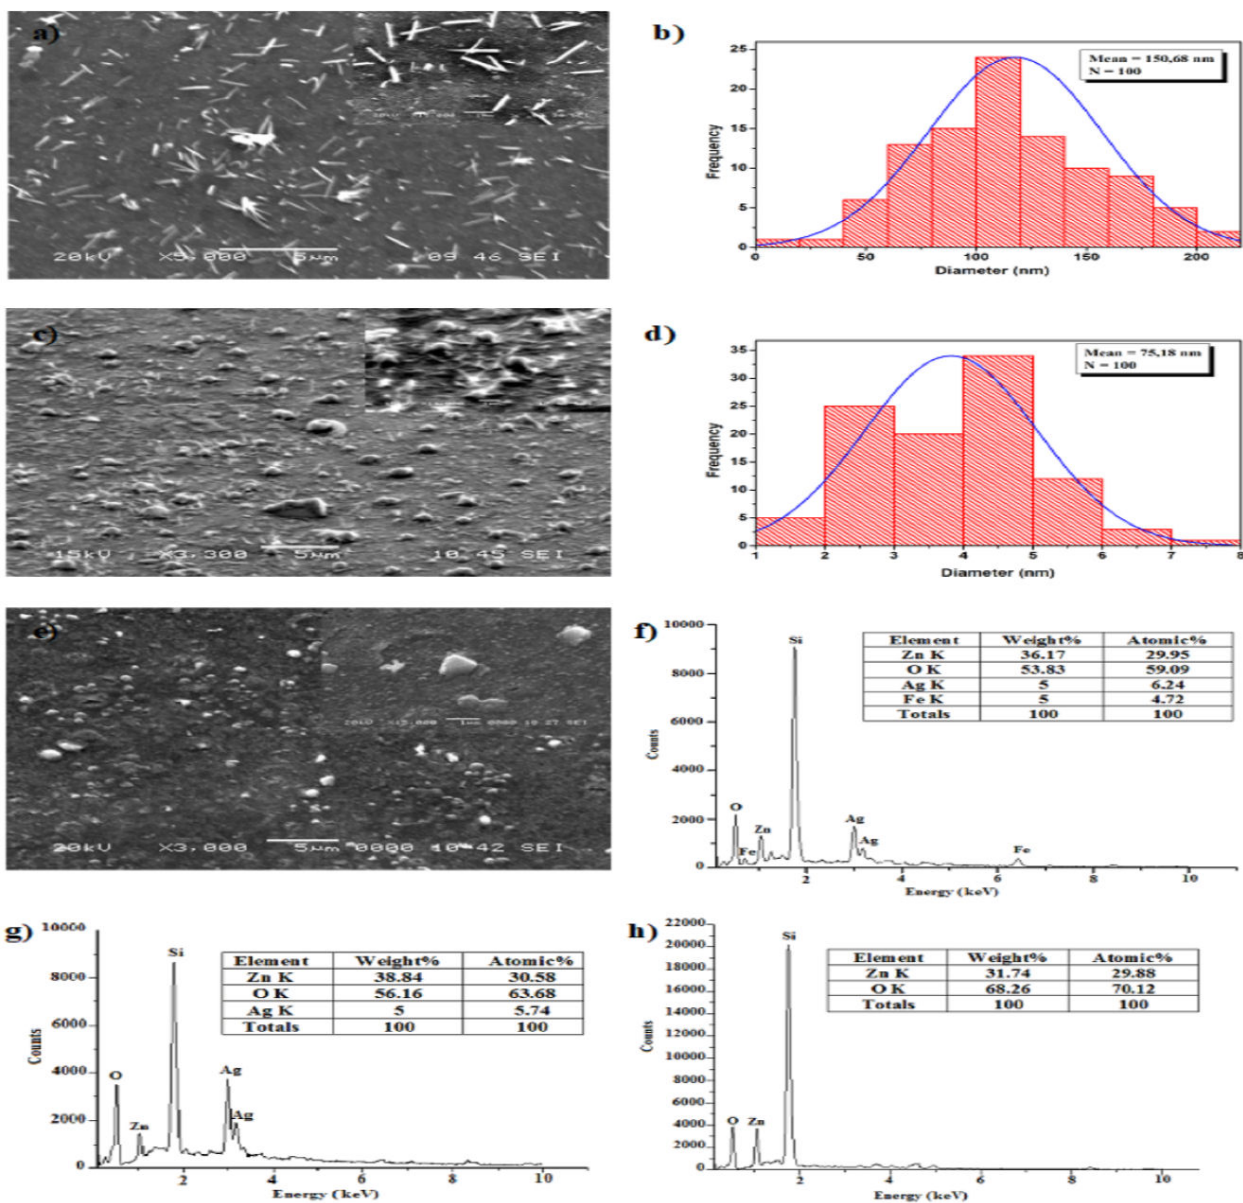 a)
20kV X5,000 5µm 09 46 SEI
b)
Mean = 150,68 nm
N = 100
Frequency
25
20
15
10
5
0
0 50 100 150 200
Diameter (nm)
c)
15kV X3,300 5µm 10 45 SEI
d)
Mean = 75,18 nm
N = 100
Frequency
35
30
25
20
15
10
5
0
1 2 3 4 5 6 7 8
Diameter (nm)
e)
20kV X3,000 5µm 0000 10 42 SEI
f)
10000
8000
6000
4000
2000
0
Counts
Si
O
Fe
Zn
Ag
Ag
Fe
Element Weight% Atomic%
Zn K 36.17 29.95
O K 53.83 59.09
Ag K 5 6.24
Fe K 5 4.72
Totals 100 100
2 4 6 8 10
Energy (keV)
g)
10000
8000
6000
4000
2000
0
Counts
Si
O
Zn
Ag
Ag
Element Weight% Atomic%
Zn K 38.84 30.58
O K 56.16 63.68
Ag K 5 5.74
Totals 100 100
2 4 6 8 10
Energy (keV)
h)
22000
20000
18000
16000
14000
12000
10000
8000
6000
4000
2000
0
Counts
Si
O
Zn
Element Weight% Atomic%
Zn K 31.74 29.88
O K 68.26 70.12
Totals 100 100
2 4 6 8 10
Energy (keV)